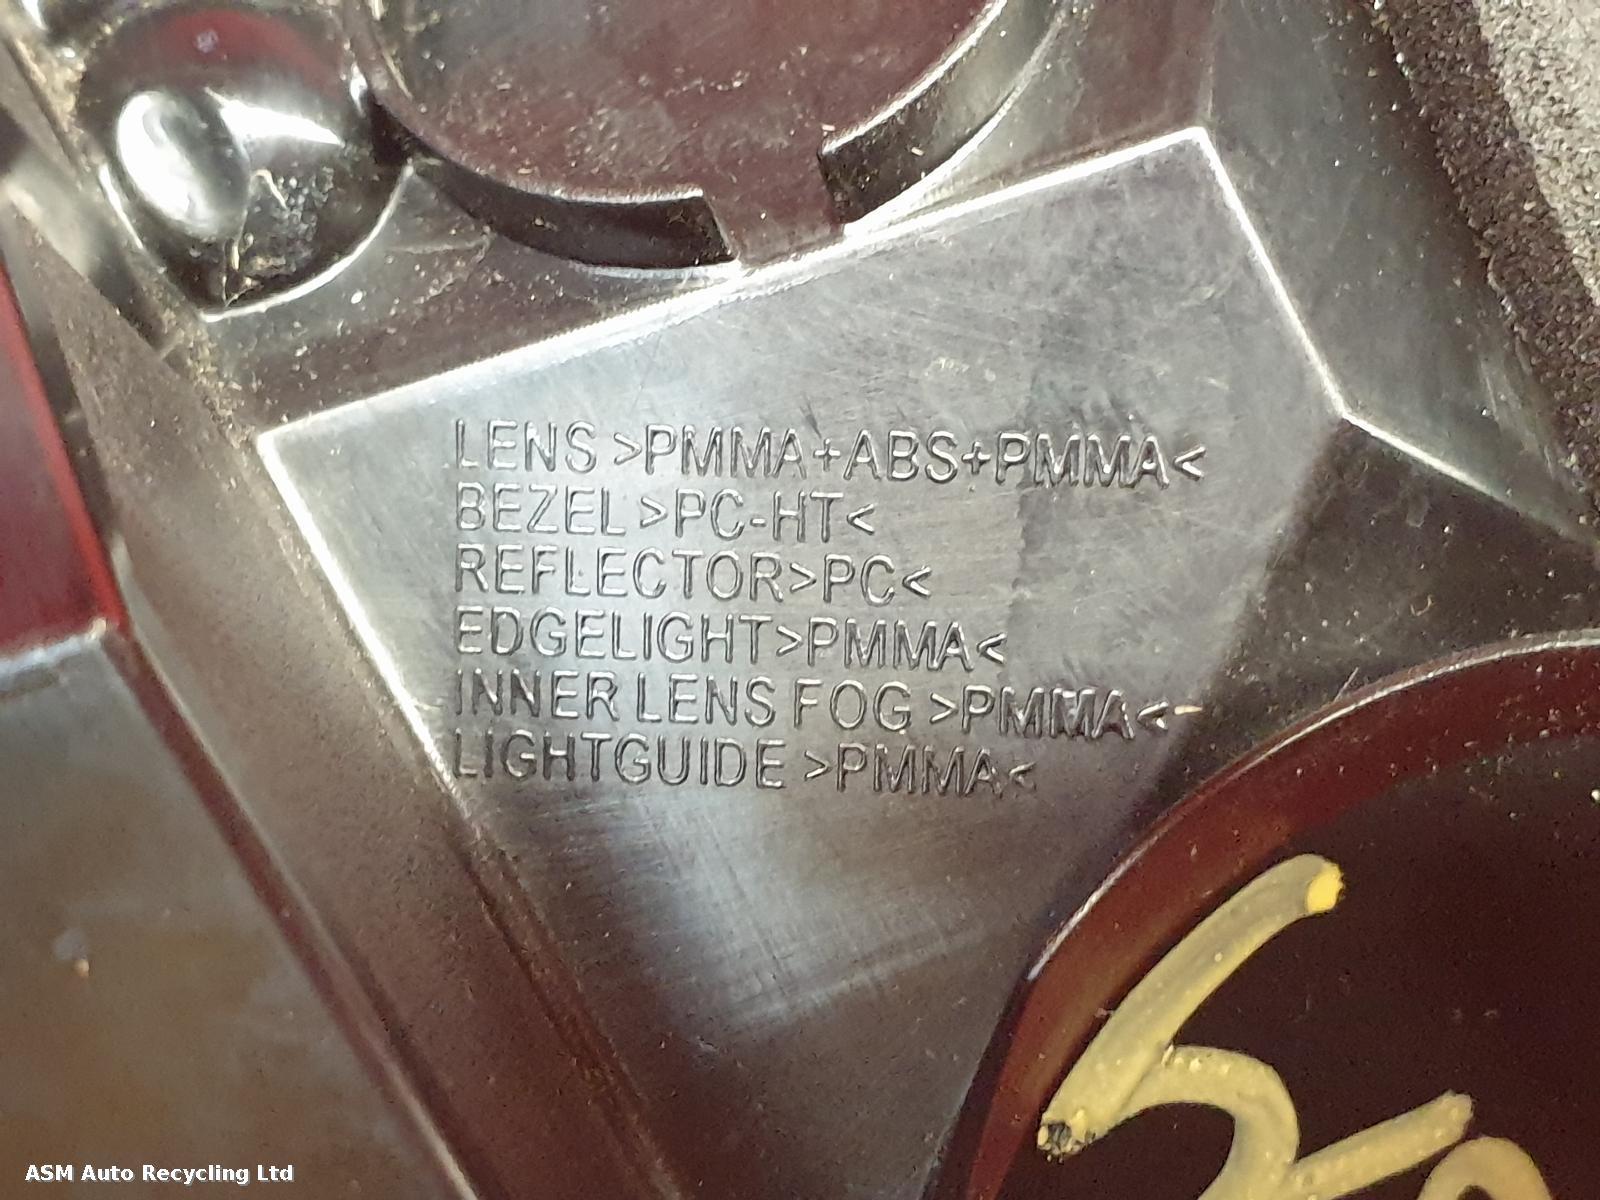 LENS >PMMA+ABS+PMMA<
BEZEL >PC-HT<
REFLECTOR>PC<
EDGELIGHT>PMMA<
INNER LENS FOG >PMMA<
LIGHTGUIDE >PMMA<
ASM Auto Recycling Ltd